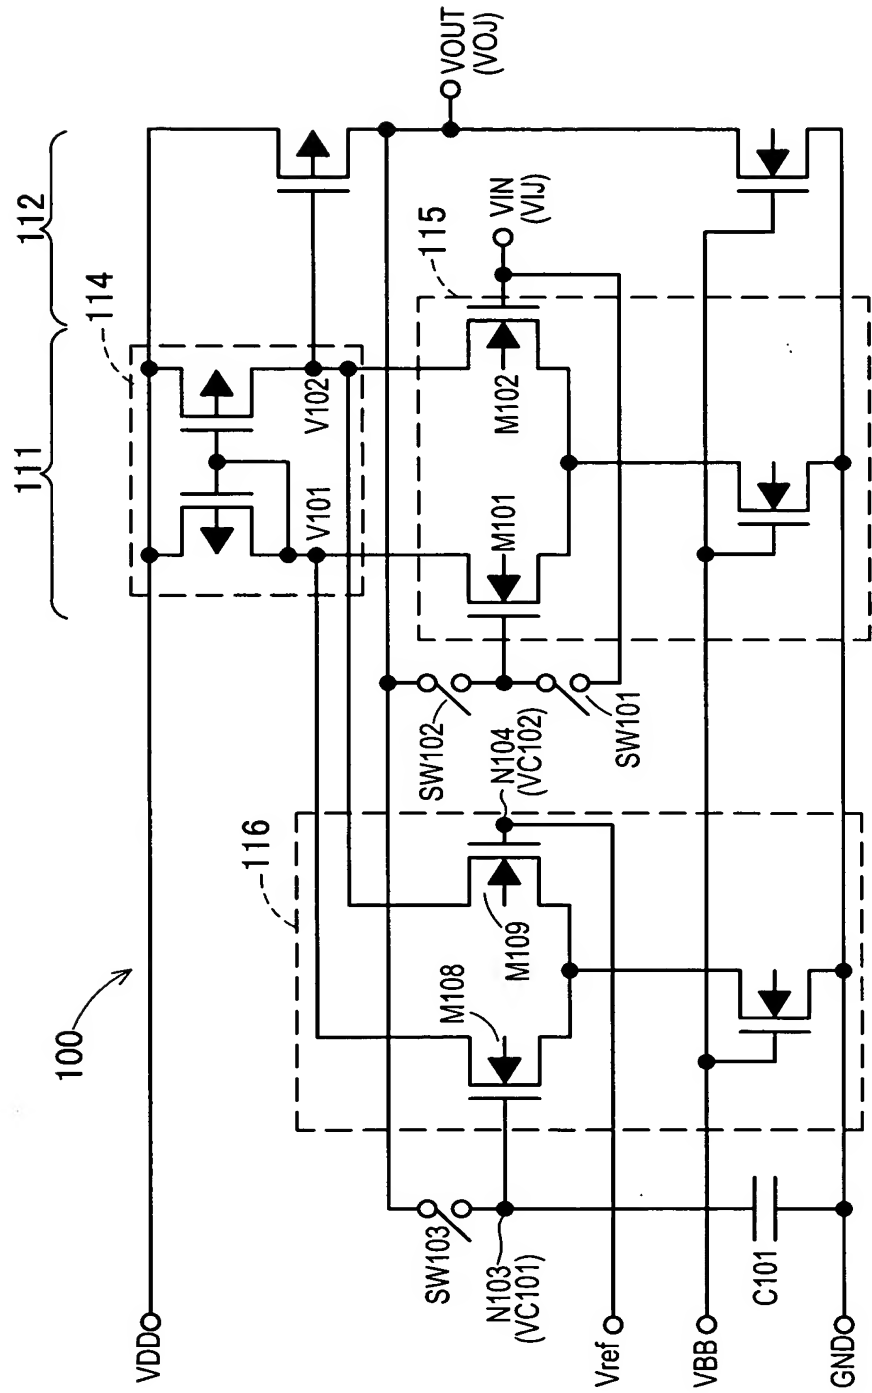 100
111
112
114
VDD
VOUT
(VOJ)
V101
V102
116
115
M108
M109
M101
M102
VIN
(VIJ)
SW103
N103
(VC101)
SW102
N104
(VC102)
SW101
Vref
VBB
C101
GND